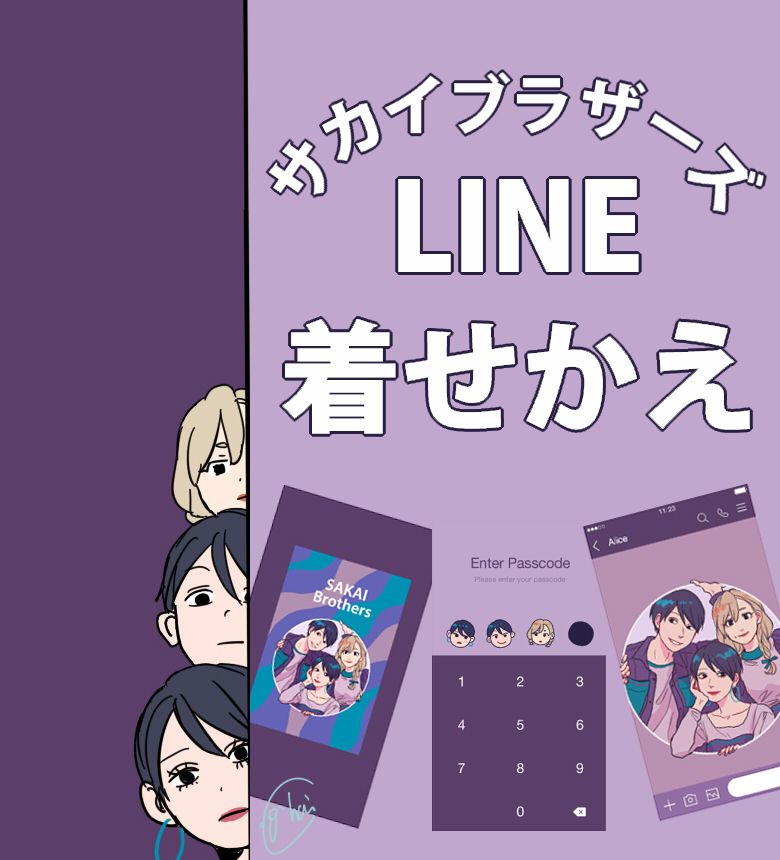 サカイブラザーズ
LINE
着せかえ
SAKAI
Brothers
Enter Passcode
Please enter your passcode
1 2 3
4 5 6
7 8 9
0
11:23
Alice